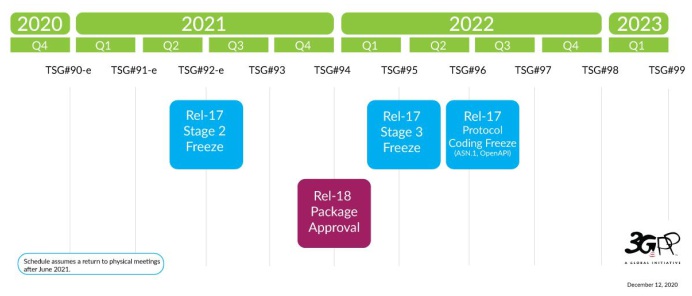 2020 2021 2022 2023
Q4 Q1 Q2 Q3 Q4 Q1 Q2 Q3 Q4 Q1
TSG#90-e TSG#91-e TSG#92-e TSG#93 TSG#94 TSG#95 TSG#96 TSG#97 TSG#98 TSG#99
Rel-17
Stage 2
Freeze
Rel-17
Stage 3
Freeze
Rel-17
Protocol
Coding Freeze
(ASN.1, OpenAPI)
Rel-18
Package
Approval
Schedule assumes a return to physical meetings
after June 2021.
3GPP
A GLOBAL INITIATIVE
December 12, 2020